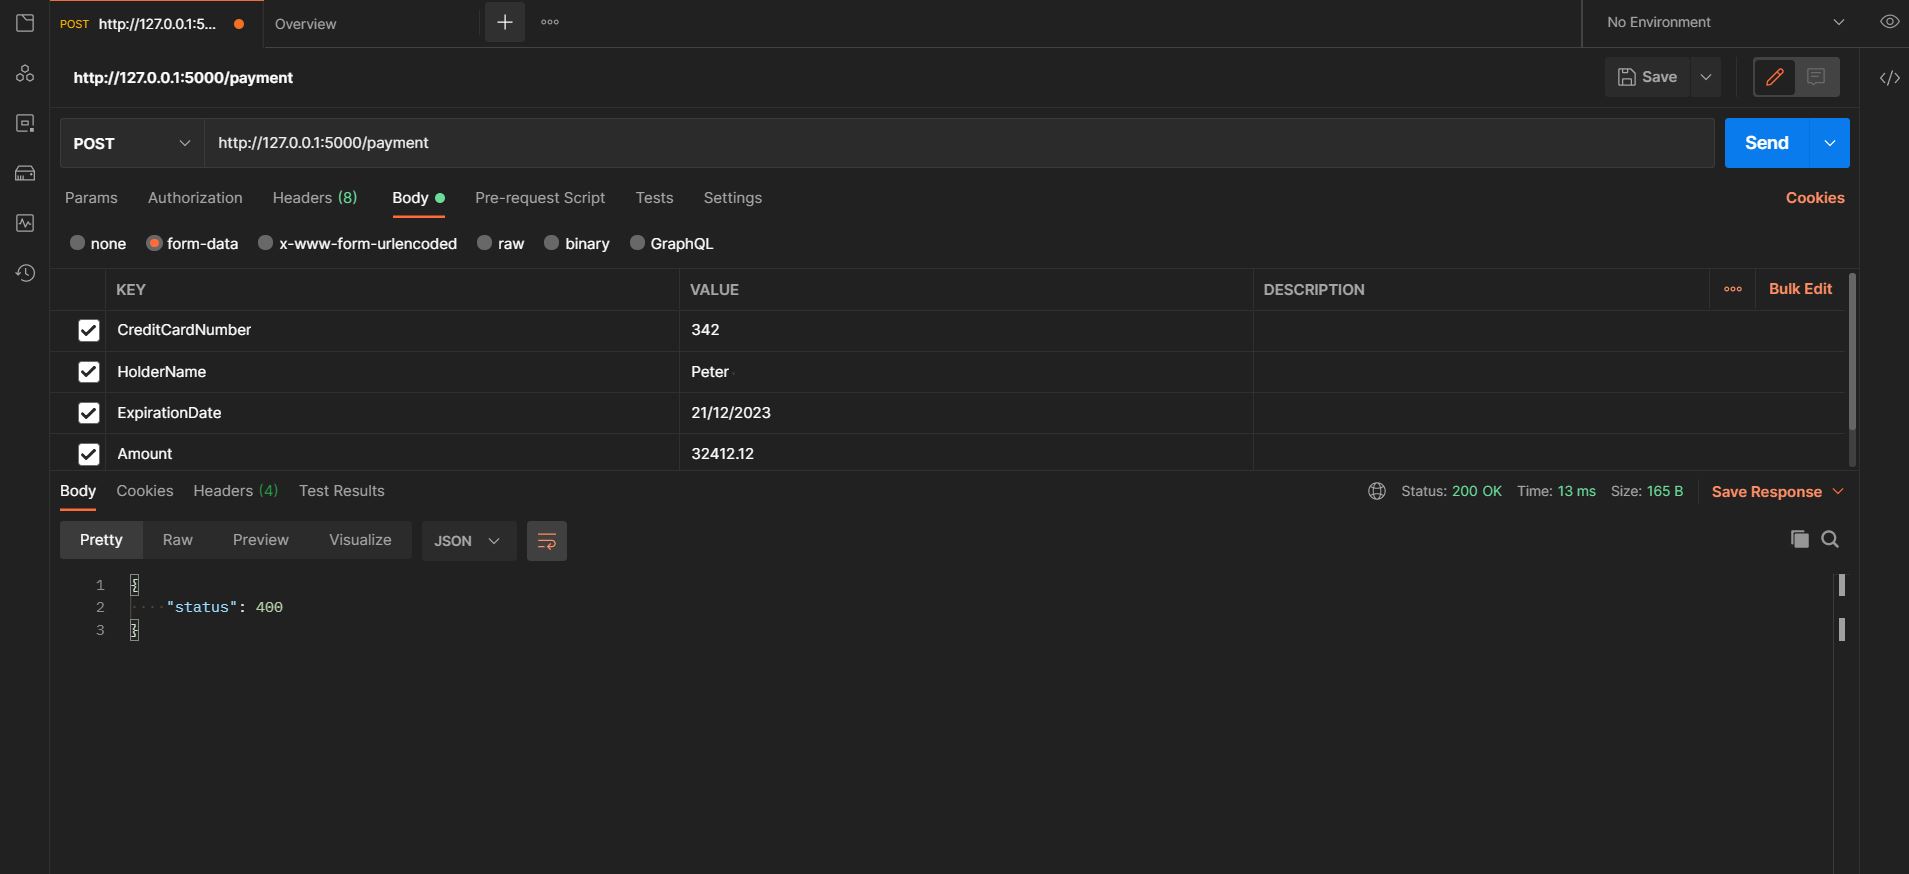 POST http://127.0.0.1:5... Overview No Environment
http://127.0.0.1:5000/payment Save
POST http://127.0.0.1:5000/payment Send
Params Authorization Headers (8) Body Pre-request Script Tests Settings Cookies
none form-data x-www-form-urlencoded raw binary GraphQL
KEY VALUE DESCRIPTION Bulk Edit
CreditCardNumber 342
HolderName Peter
ExpirationDate 21/12/2023
Amount 32412.12
Body Cookies Headers (4) Test Results Status: 200 OK Time: 13 ms Size: 165 B Save Response
Pretty Raw Preview Visualize JSON
1 {
2 "status": 400
3 }